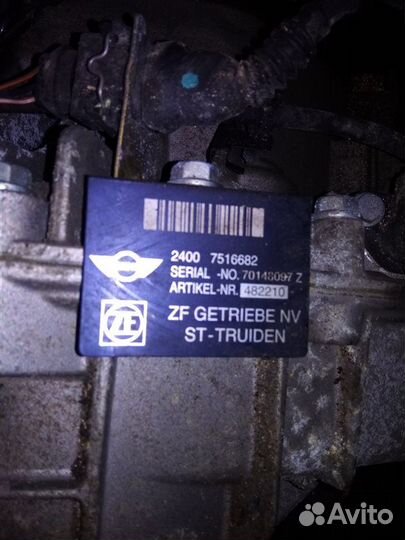 2400 7516682
SERIAL -NO. 70148097 Z
ARTIKEL-NR. 482210
ZF
ZF GETRIEBE NV
ST-TRUIDEN
Avito